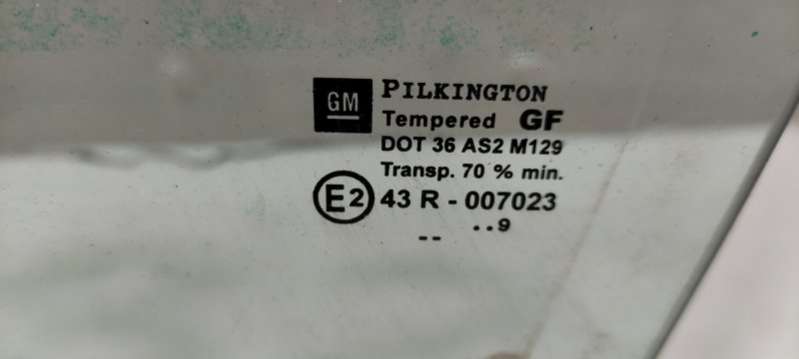 GM
PILKINGTON
Tempered GF
DOT 36 AS2 M129
Transp. 70 % min.
E2 43 R - 007023
..9
--